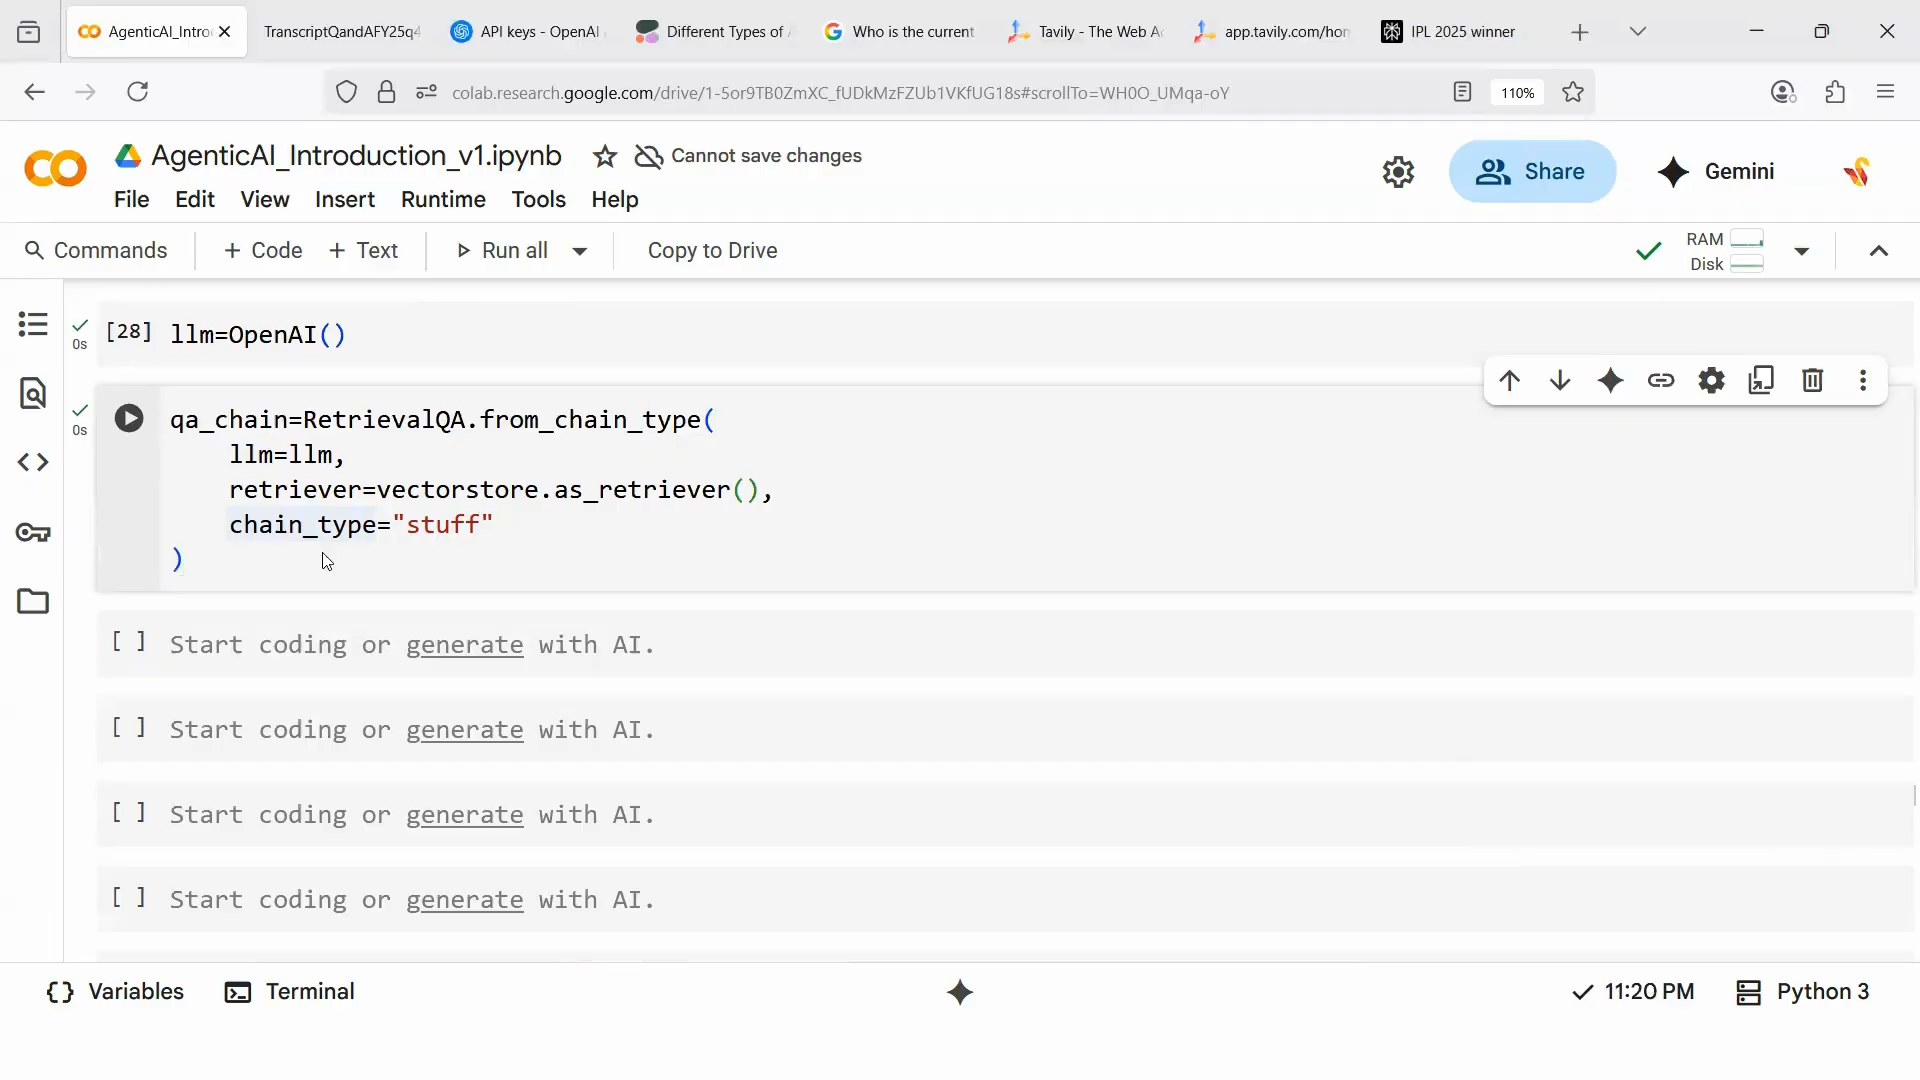 AgenticAI_Intro
TranscriptQandAFY25q4
API keys - OpenAI
Different Types of
Who is the current
Tavily - The Web A
app.tavily.com/hor
IPL 2025 winner
colab.research.google.com/drive/1-5or9TB0ZmXC_fUDkMzFZUb1VKfUG18s#scrollTo=WH0O_UMqa-oY
110%
AgenticAI_Introduction_v1.ipynb
Cannot save changes
File Edit View Insert Runtime Tools Help
Share
Gemini
Commands
+ Code + Text
Run all
Copy to Drive
RAM
Disk
0s
[28] llm=OpenAI()
0s
qa_chain=RetrievalQA.from_chain_type(
llm=llm,
retriever=vectorstore.as_retriever(),
chain_type="stuff"
)
[ ] Start coding or generate with AI.
[ ] Start coding or generate with AI.
[ ] Start coding or generate with AI.
[ ] Start coding or generate with AI.
{} Variables
Terminal
11:20 PM
Python 3